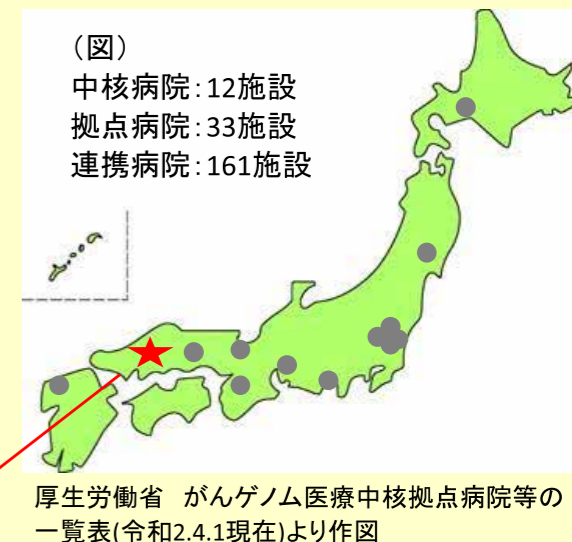 （図）
中核病院：12施設
拠点病院：33施設
連携病院：161施設
厚生労働省　がんゲノム医療中核拠点病院等の
一覧表(令和2.4.1現在)より作図